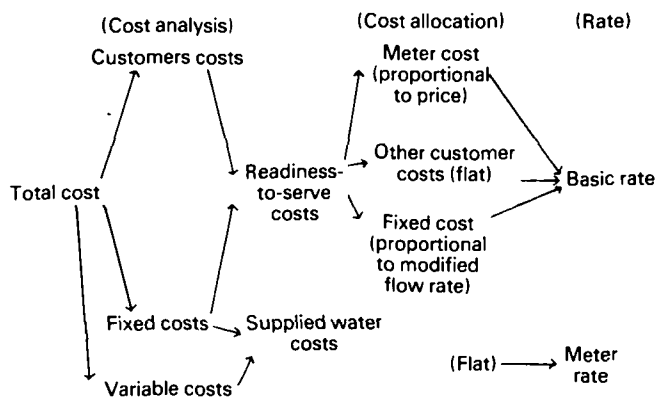 (Cost analysis)
(Cost allocation)
(Rate)
Customers costs
Meter cost
(proportional
to price)
Other customer
costs (flat)
Basic rate
Total cost
Readiness-
to-serve
costs
Fixed cost
(proportional
to modified
flow rate)
Fixed costs
Supplied water
costs
(Flat)
Meter
rate
Variable costs